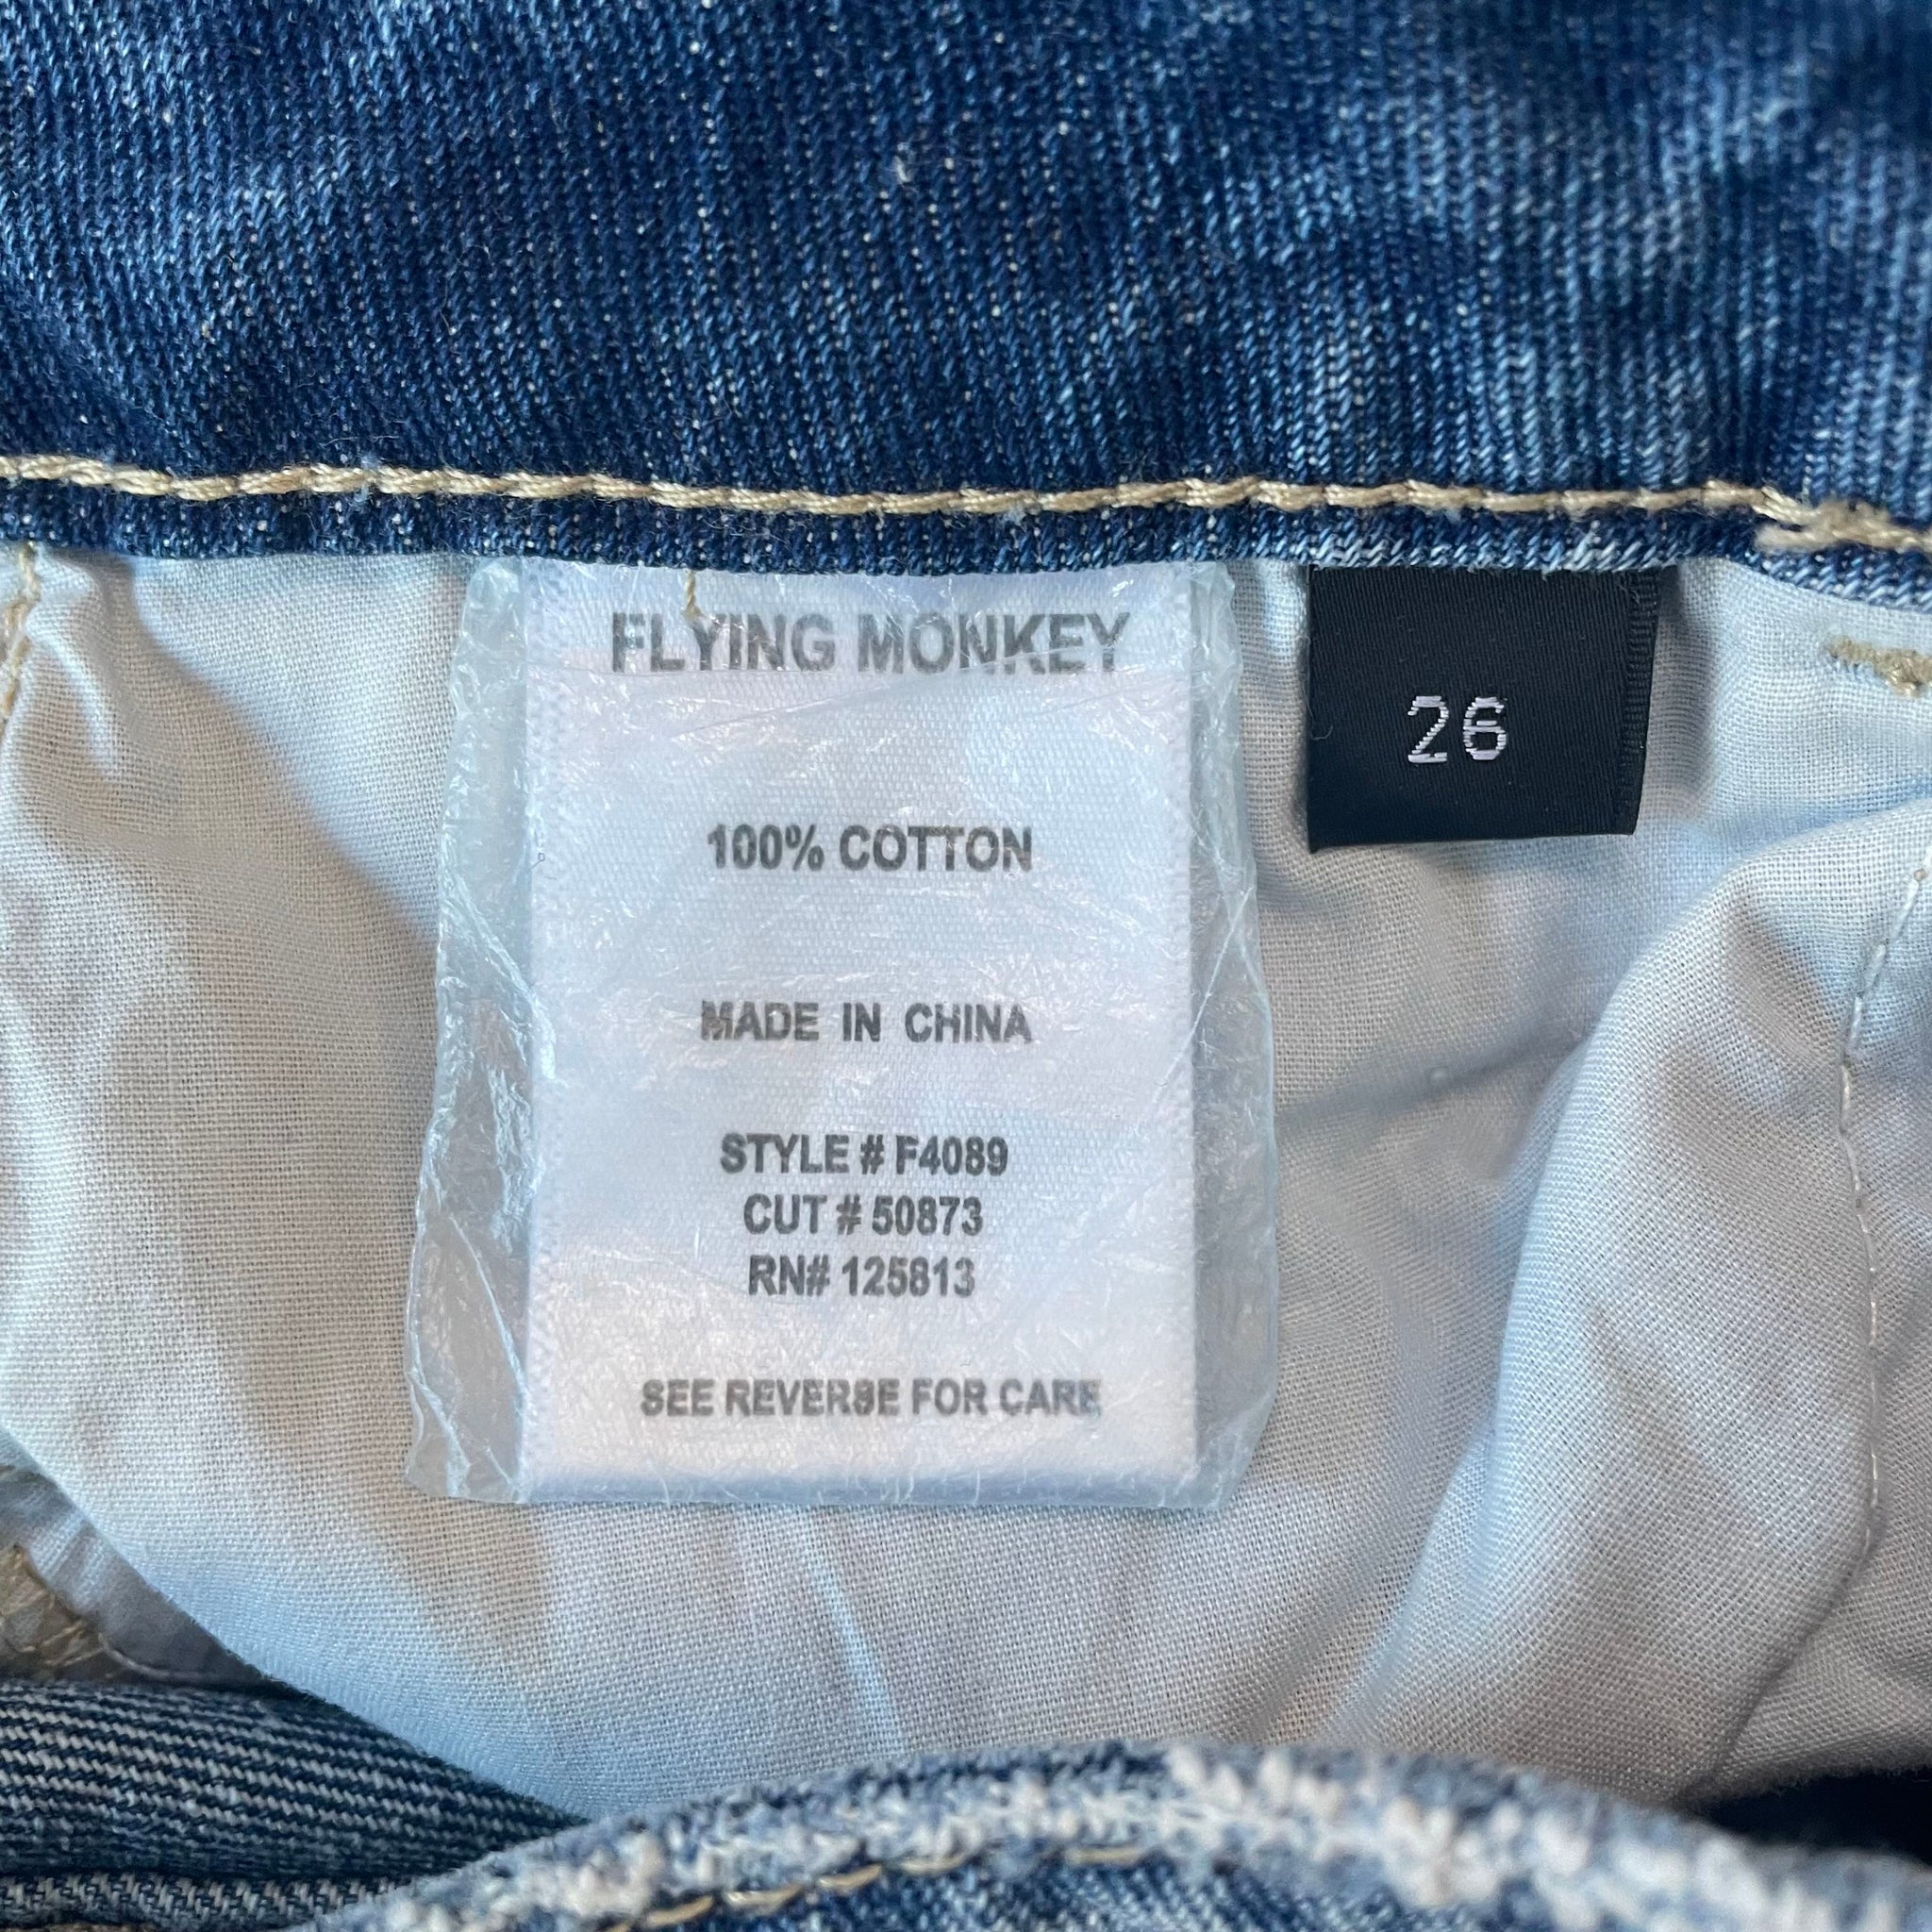 FLYING MONKEY
26
100% COTTON
MADE IN CHINA
STYLE # F4089
CUT # 50873
RN# 125813
SEE REVERSE FOR CARE